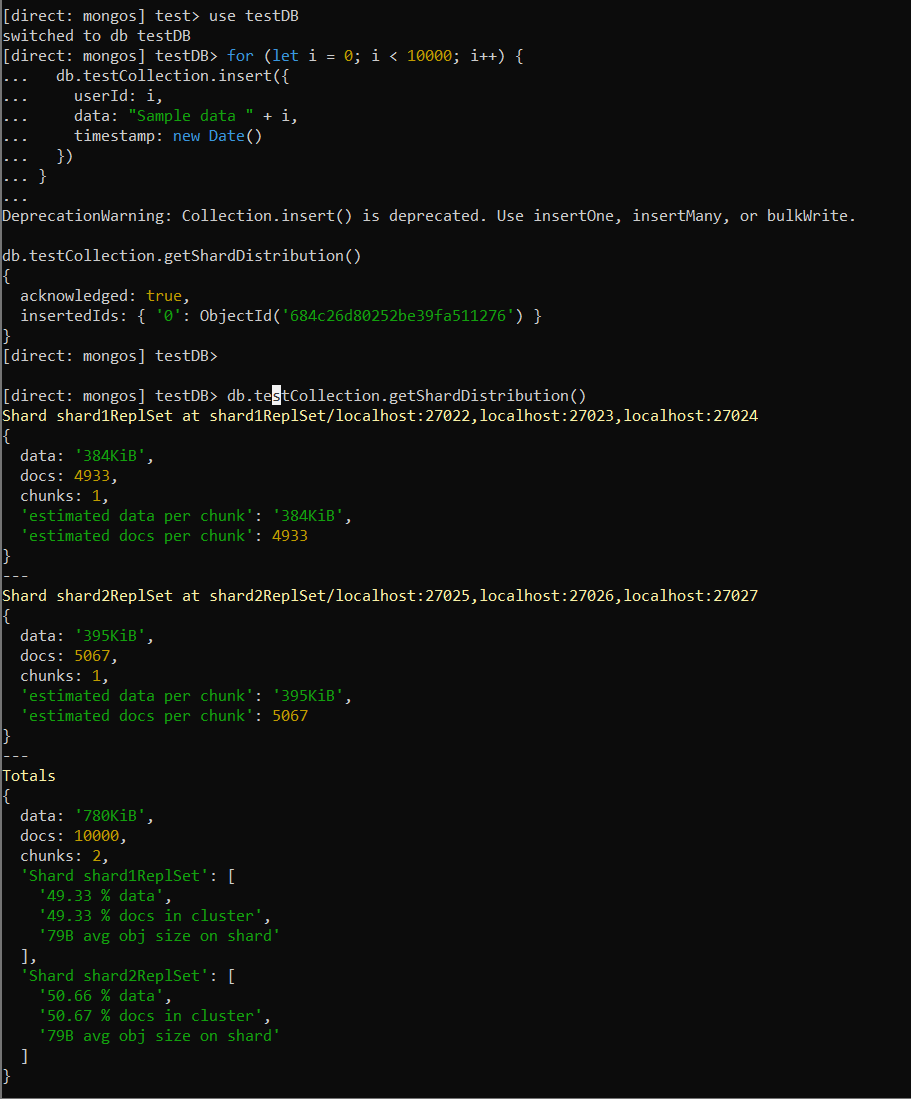 [direct: mongos] test> use testDB
switched to db testDB
[direct: mongos] testDB> for (let i = 0; i < 10000; i++) {
...   db.testCollection.insert({
...     userId: i,
...     data: "Sample data " + i,
...     timestamp: new Date()
...   })
... }
...
DeprecationWarning: Collection.insert() is deprecated. Use insertOne, insertMany, or bulkWrite.

db.testCollection.getShardDistribution()
{
  acknowledged: true,
  insertedIds: { '0': ObjectId('684c26d80252be39fa511276') }
}
[direct: mongos] testDB>

[direct: mongos] testDB> db.testCollection.getShardDistribution()
Shard shard1ReplSet at shard1ReplSet/localhost:27022,localhost:27023,localhost:27024
{
  data: '384KiB',
  docs: 4933,
  chunks: 1,
  'estimated data per chunk': '384KiB',
  'estimated docs per chunk': 4933
}
---
Shard shard2ReplSet at shard2ReplSet/localhost:27025,localhost:27026,localhost:27027
{
  data: '395KiB',
  docs: 5067,
  chunks: 1,
  'estimated data per chunk': '395KiB',
  'estimated docs per chunk': 5067
}
---
Totals
{
  data: '780KiB',
  docs: 10000,
  chunks: 2,
  'Shard shard1ReplSet': [
    '49.33 % data',
    '49.33 % docs in cluster',
    '79B avg obj size on shard'
  ],
  'Shard shard2ReplSet': [
    '50.66 % data',
    '50.67 % docs in cluster',
    '79B avg obj size on shard'
  ]
}